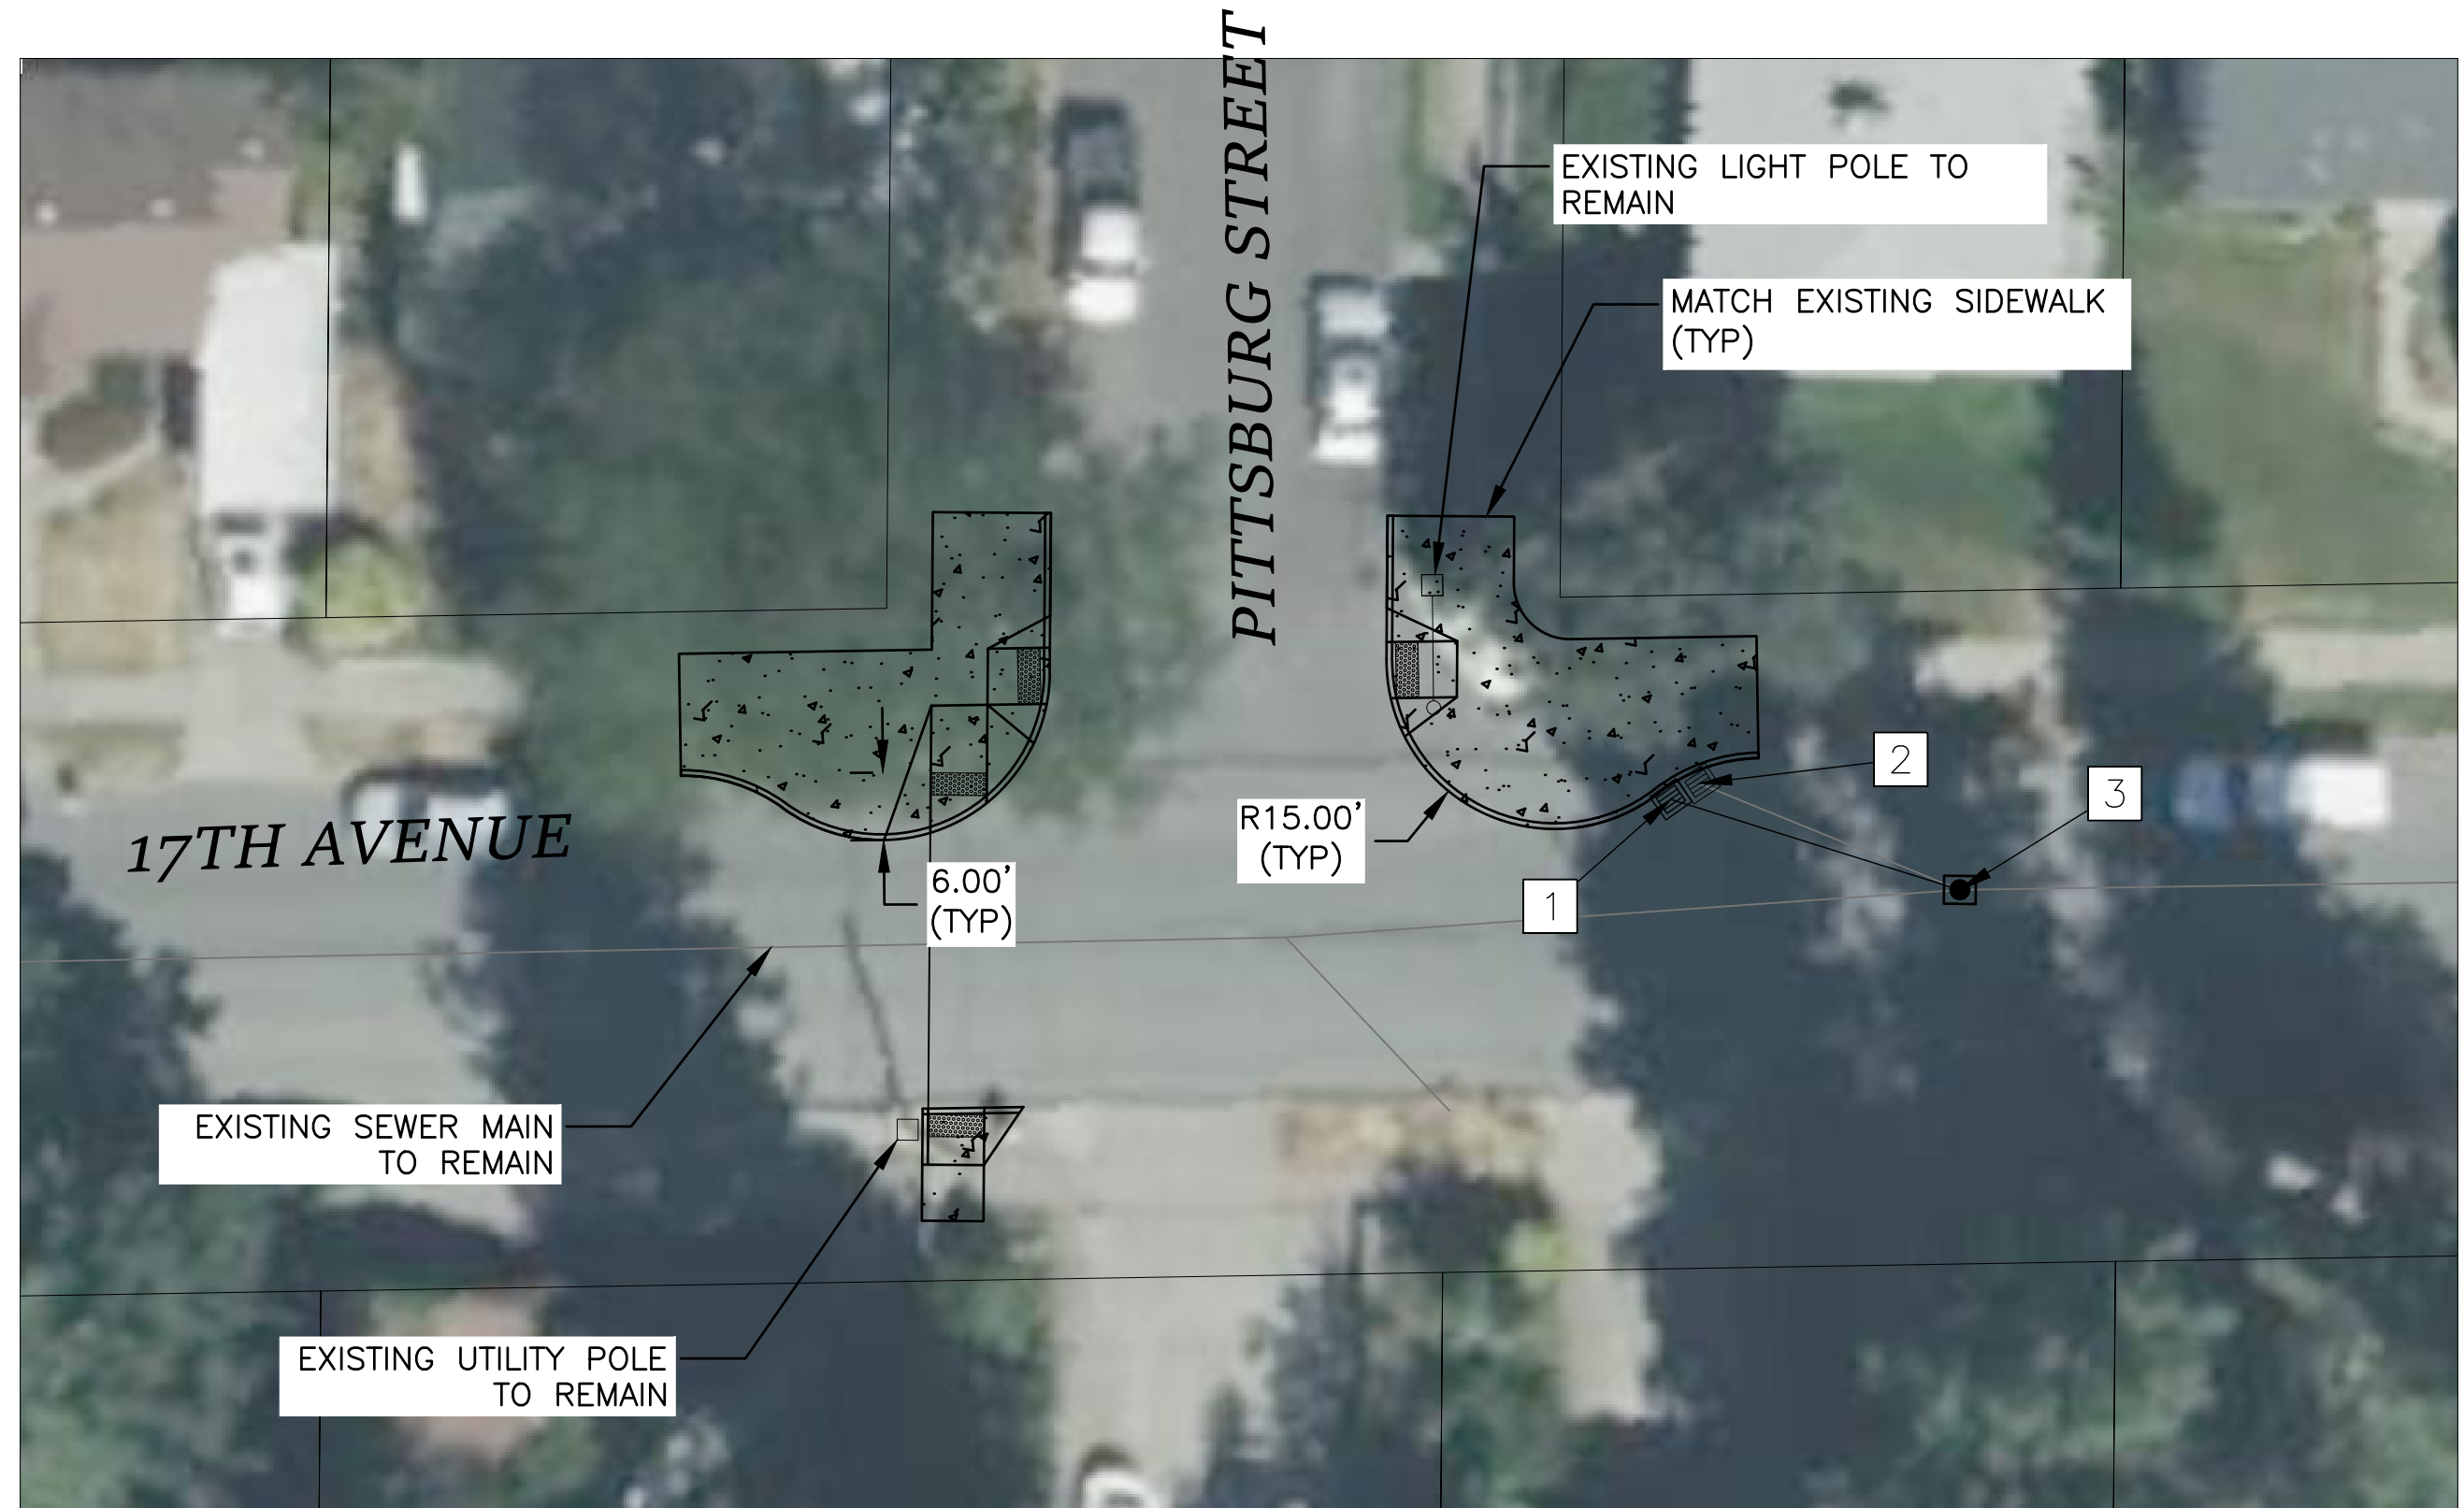 PITTSBURG STREET
EXISTING LIGHT POLE TO
REMAIN
MATCH EXISTING SIDEWALK
(TYP)
2
3
17TH AVENUE
R15.00'
(TYP)
6.00'
(TYP)
1
EXISTING SEWER MAIN
TO REMAIN
EXISTING UTILITY POLE
TO REMAIN